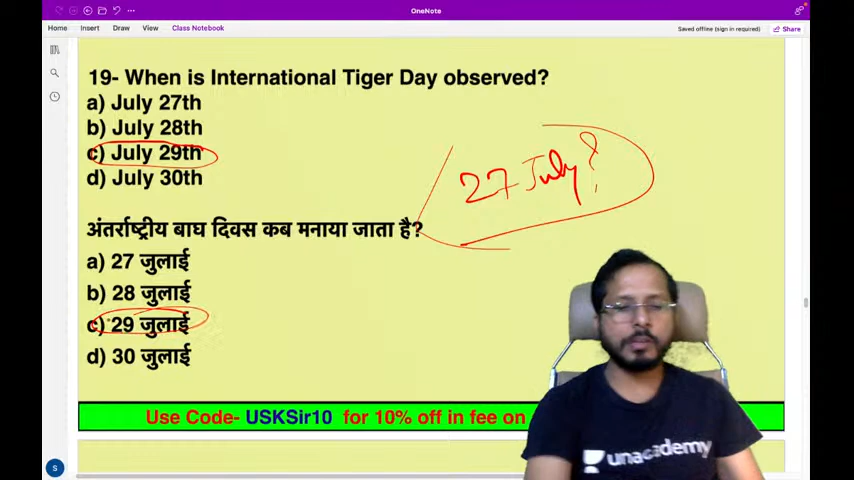 OneNote
Home Insert Draw View Class Notebook
Saved offline (sign in required) Share
19- When is International Tiger Day observed?
a) July 27th
b) July 28th
c) July 29th
d) July 30th
27 July?
अंतर्राष्ट्रीय बाघ दिवस कब मनाया जाता है?
a) 27 जुलाई
b) 28 जुलाई
c) 29 जुलाई
d) 30 जुलाई
Use Code- USKSir10 for 10% off in fee on
unacademy
S